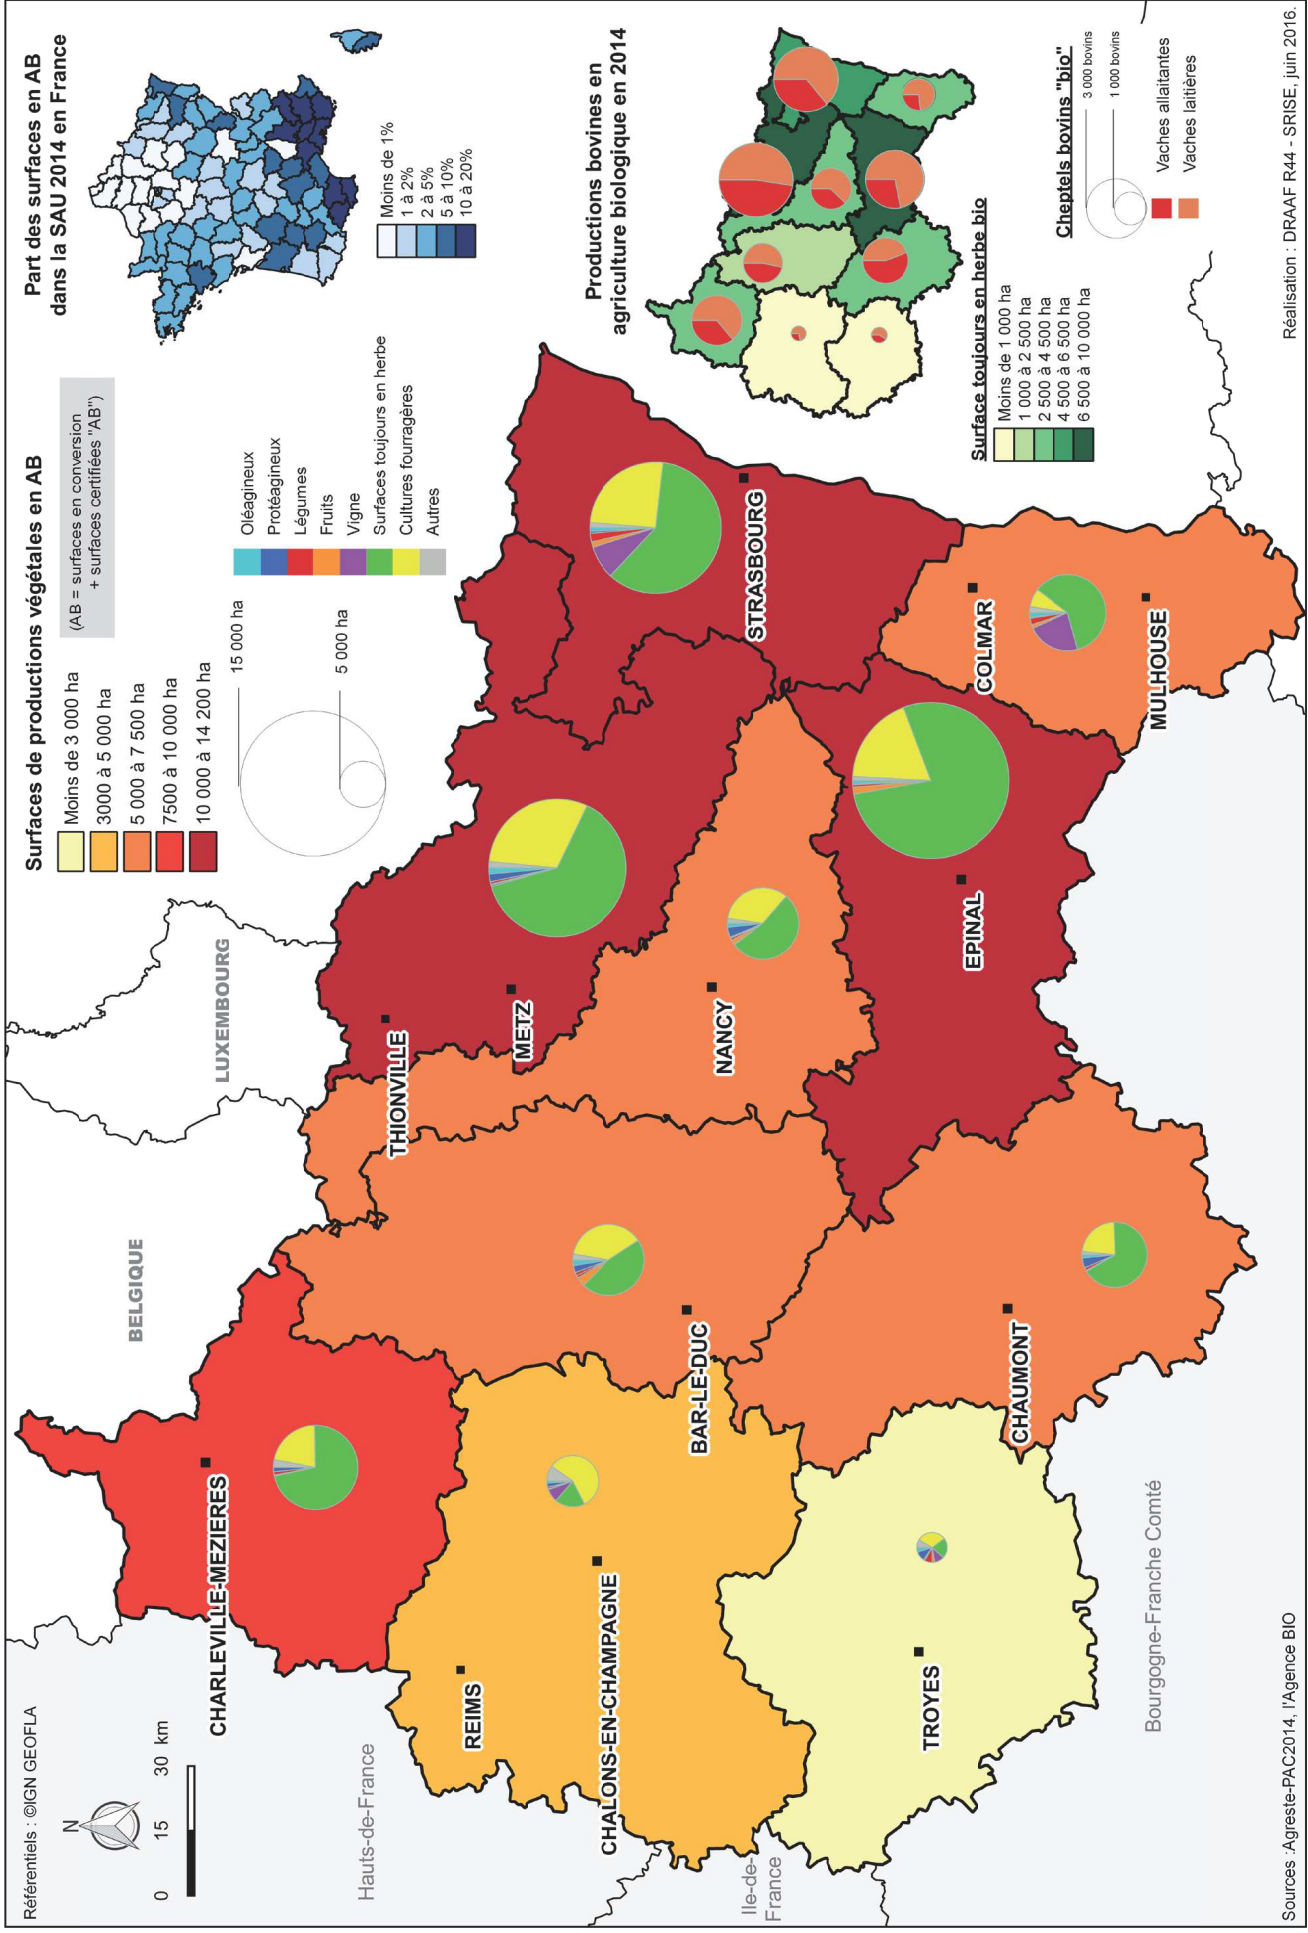 Référentiels : ©IGN GEOFLA
N
0 15 30 km
Surfaces de productions végétales en AB
(AB = surfaces en conversion
+ surfaces certifiées "AB")
Moins de 3 000 ha
3000 à 5 000 ha
5 000 à 7 500 ha
7500 à 10 000 ha
10 000 à 14 200 ha
15 000 ha
5 000 ha
Oléagineux
Protéagineux
Légumes
Fruits
Vigne
Surfaces toujours en herbe
Cultures fourragères
Autres
Part des surfaces en AB
dans la SAU 2014 en France
Moins de 1%
1 à 2%
2 à 5%
5 à 10%
10 à 20%
BELGIQUE
LUXEMBOURG
Hauts-de-France
Ile-de-
France
Bourgogne-Franche Comté
CHARLEVILLE-MEZIERES
THIONVILLE
REIMS
METZ
CHALONS-EN-CHAMPAGNE
BAR-LE-DUC
NANCY
STRASBOURG
TROYES
EPINAL
CHAUMONT
COLMAR
MULHOUSE
Productions bovines en
agriculture biologique en 2014
Surface toujours en herbe bio
Moins de 1 000 ha
1 000 à 2 500 ha
2 500 à 4 500 ha
4 500 à 6 500 ha
6 500 à 10 000 ha
Cheptels bovins "bio"
3 000 bovins
1 000 bovins
Vaches allaitantes
Vaches laitières
Sources :Agreste-PAC2014, l'Agence BIO
Réalisation : DRAAF R44 - SRISE, juin 2016.